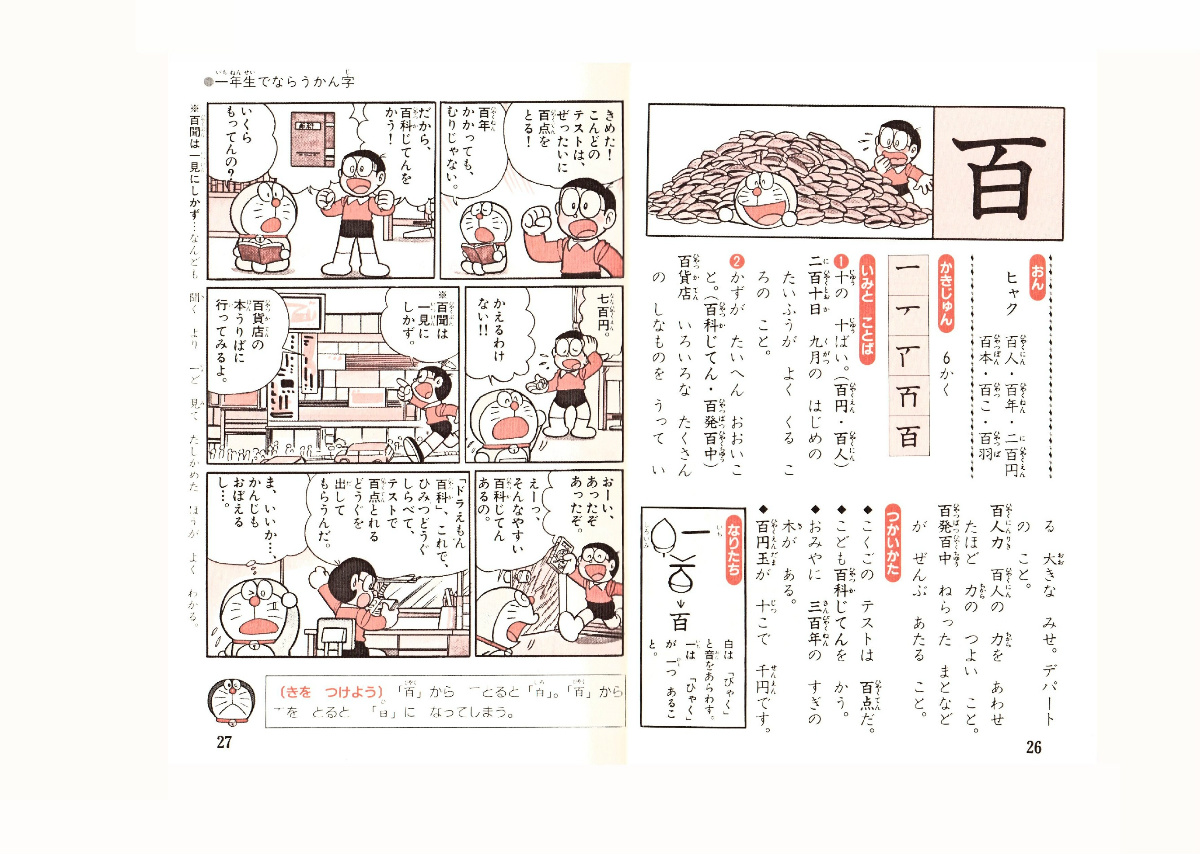 百
おん
ヒャク
百人・百年・二百円
百本・百こ・百羽
かきじゅん
6かく
百
いみと ことば
❶十の 十ばい。(百円・百人)
二百十日 九月の はじめの
たいふうが よく くる こ
ろの こと。
❷かずが たいへん おおいこ
と。(百科じてん・百発百中)
百貨店 いろいろな たくさん
の しなものを うって い
る 大きな みせ。デパート
の こと。
百人力 百人の 力を あわせ
たほど 力の つよい こと。
百発百中 ねらった まとなど
が ぜんぶ あたる こと。
つかいかた
◆こくごの テストは 百点だ。
◆こども百科じてんを かう。
◆おみやに 三百年の すぎの
木が ある。
◆百円玉が 十こで 千円です。
なりたち
一
百
白は「びゃく」
と音をあらわす。
一は「ひゃく」
が 一つ あるこ
と。
26
●一年生でならうかん字
きめた!
こんどの
テストは、
ぜったいに
百点を
とる!
百年
かかっても、
むりじゃない。
だから、
百科じてんを
かう!
いくら
もってんの?
七百円。
かえるわけ
ない!!
※百聞は
一見に
しかず。
百貨店の
本うりばに
行ってみるよ。
おーい、
あったぞ
あったぞ。
えーっ、
そんなやすい
百科じてん
あるの。
「ドラえもん
百科」、これで、
ひみつどうぐ
しらべて、
テストで
百点とれる
どうぐを
出して
もらうんだ。
ま、いいか…
かんじも
おぼえる
し…。
※百聞は一見にしかず…なんども 聞く より 一ど 見て たしかめた ほうが よく わかる。
(きを つけよう)「百」から 一とると「白」。「百」から
一を とると 「日」に なってしまう。
27